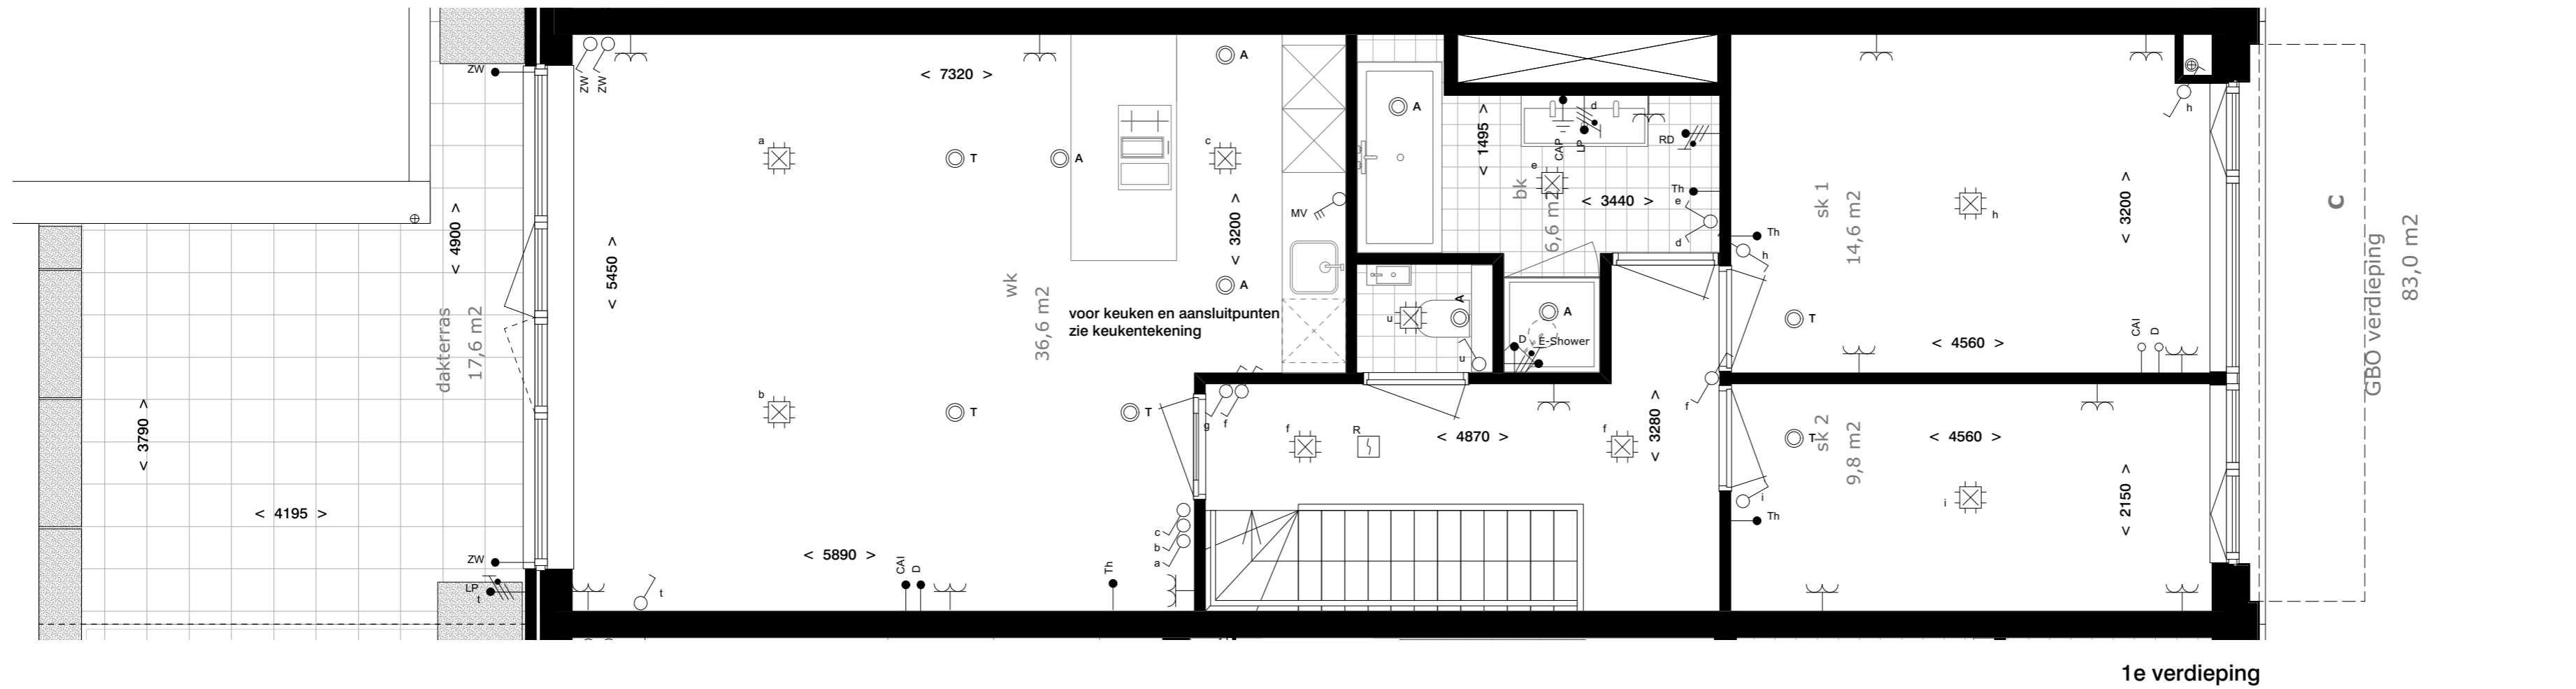 ZW
ZW
ZW
< 7320 >
A
a
T
A
c
A
< 1495 >
d
CAP
LP
RD
e
bk
6,6 m2
< 3440 >
Th
e
d
MV
< 3200 >
h
sk 1
14,6 m2
h
< 3200 >
C
GBO verdieping
83,0 m2
Th
h
< 4900 >
< 5450 >
dakterras
17,6 m2
wk
36,6 m2
A
voor keuken en aansluitpunten
zie keukentekening
u
A
u
A
D
E-Shower
T
< 4560 >
CAI
D
< 3790 >
b
T
T
g
f
f
R
< 4870 >
f
< 3280 >
f
sk 2
9,8 m2
T
< 4560 >
i
i
Th
< 2150 >
< 4195 >
ZW
LP
t
t
< 5890 >
CAI
D
Th
c
b
a
1e verdieping